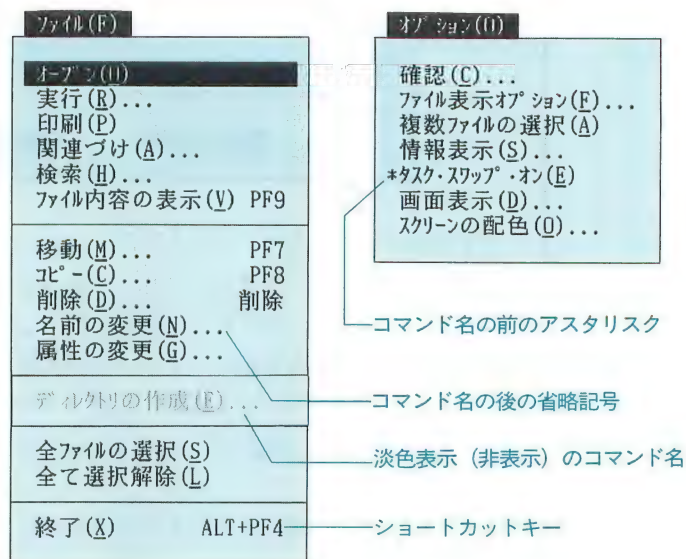 ファイル(F)
オープン(O)
実行(R)...
印刷(P)
関連づけ(A)...
検索(H)...
ファイル内容の表示(V) PF9
移動(M)... PF7
コピー(C)... PF8
削除(D)... 削除
名前の変更(N)...
属性の変更(G)...
ディレクトリの作成(E)...
全ファイルの選択(S)
全て選択解除(L)
終了(X) ALT+PF4
オプション(O)
確認(C)...
ファイル表示オプション(F)...
複数ファイルの選択(A)
情報表示(S)...
*タスク・スワップ・オン(E)
画面表示(D)...
スクリーンの配色(O)...
コマンド名の前のアスタリスク
コマンド名の後の省略記号
淡色表示(非表示)のコマンド名
ショートカットキー